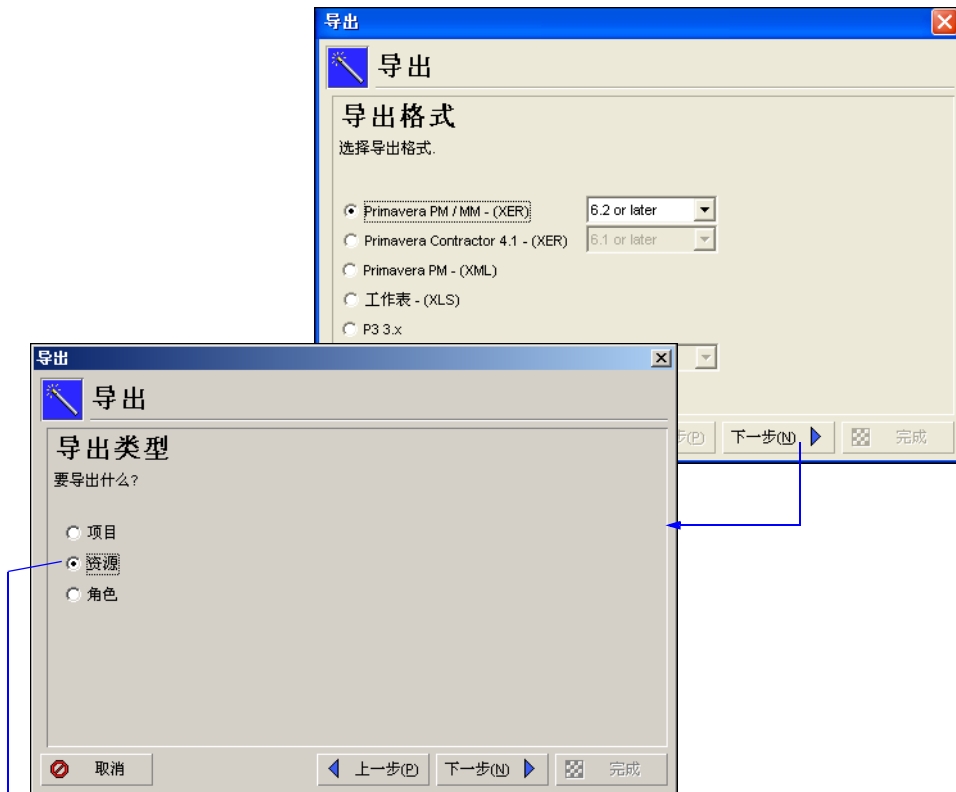 导出
导出
导出格式
选择导出格式.
Primavera PM / MM - (XER) 6.2 or later
Primavera Contractor 4.1 - (XER) 6.1 or later
Primavera PM - (XML)
工作表 - (XLS)
P3 3.x
步(P) 下一步(N) 完成
导出
导出
导出类型
要导出什么?
项目
资源
角色
取消 上一步(P) 下一步(N) 完成